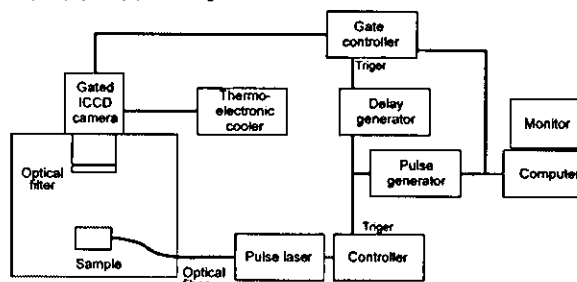 Gate
controller
Triger
Gated
ICCD
camera
Thermo-
electronic
cooler
Delay
generator
Monitor
Optical
filter
Pulse
generator
Computer
Triger
Sample
Optical
Pulse laser
Controller